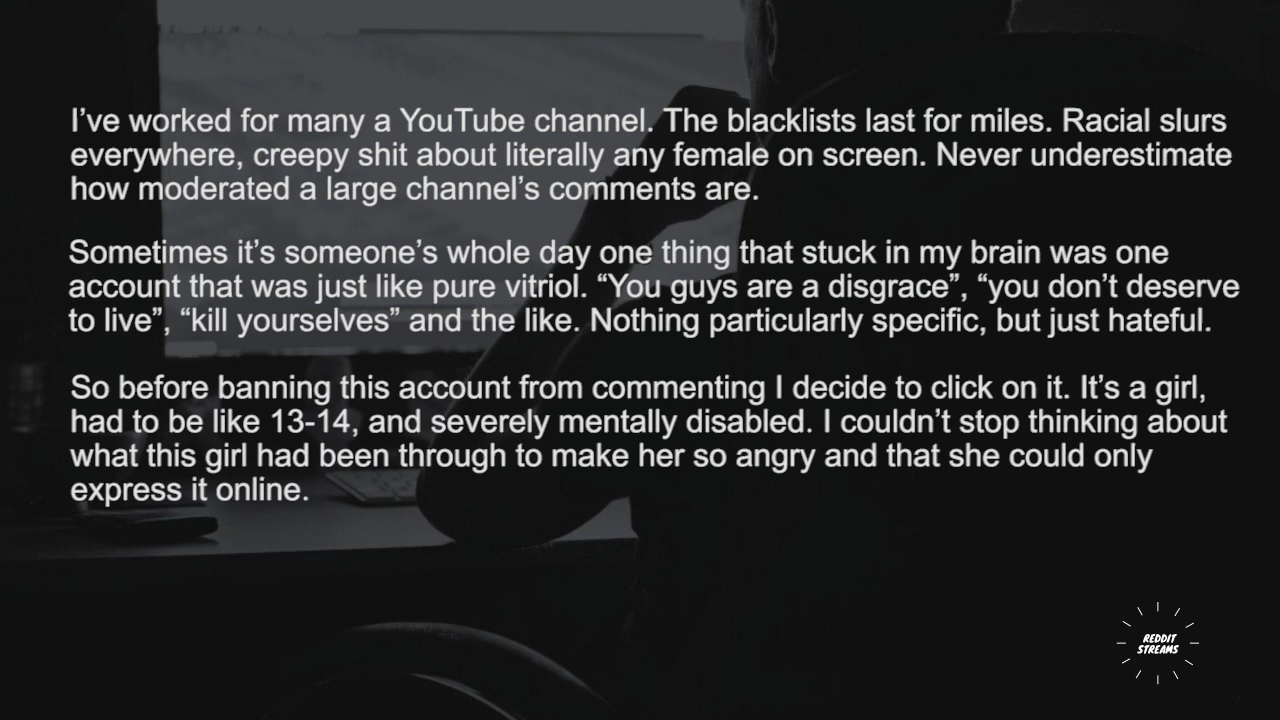 I’ve worked for many a YouTube channel. The blacklists last for miles. Racial slurs
everywhere, creepy shit about literally any female on screen. Never underestimate
how moderated a large channel’s comments are.
Sometimes it’s someone’s whole day one thing that stuck in my brain was one
account that was just like pure vitriol. “You guys are a disgrace”, “you don’t deserve
to live”, “kill yourselves” and the like. Nothing particularly specific, but just hateful.
So before banning this account from commenting I decide to click on it. It’s a girl,
had to be like 13-14, and severely mentally disabled. I couldn’t stop thinking about
what this girl had been through to make her so angry and that she could only
express it online.
REDDIT
STREAMS